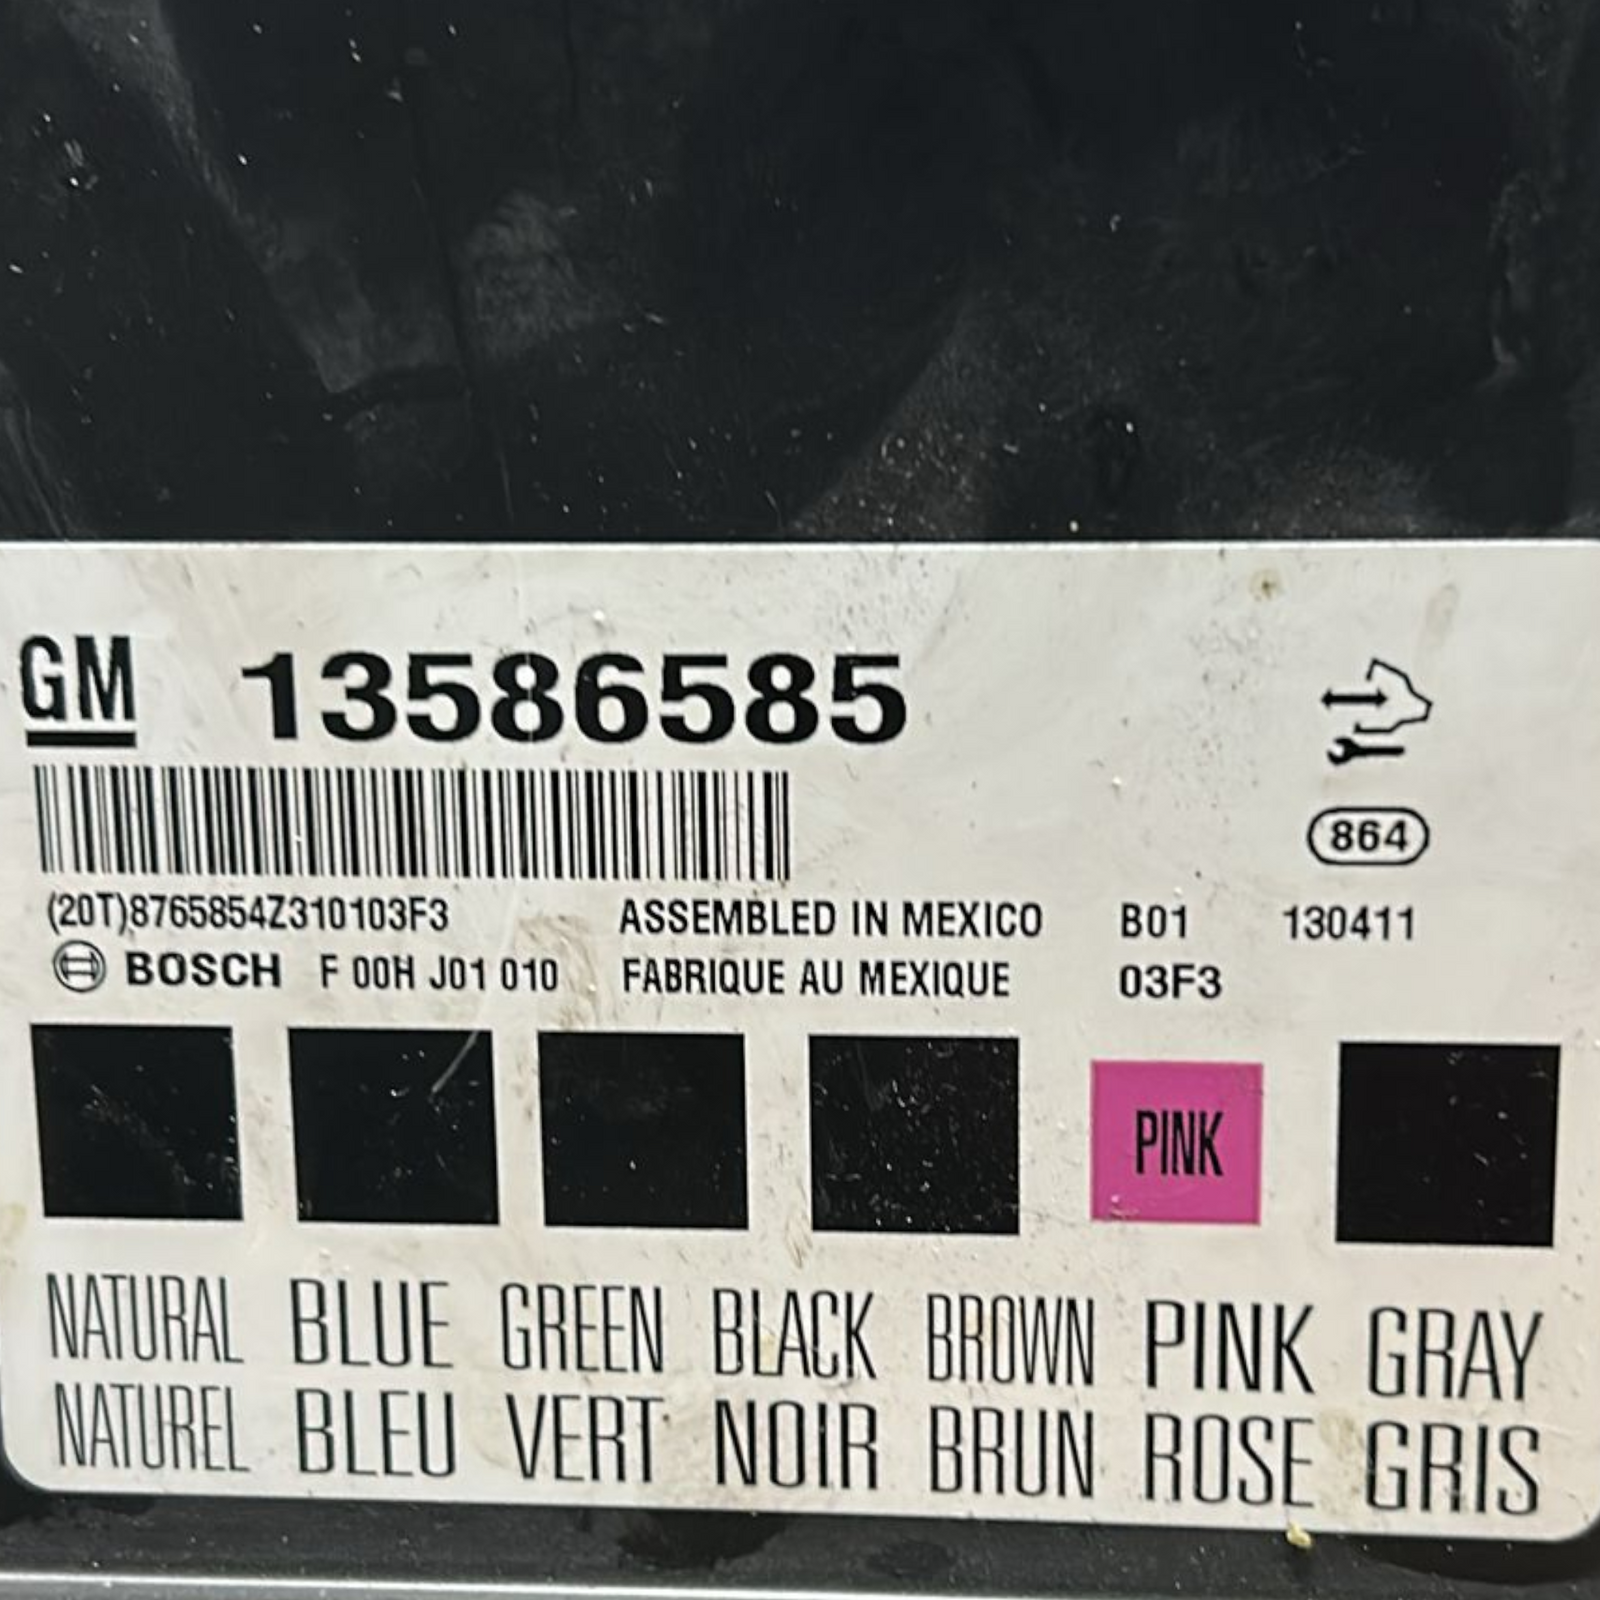 GM 13586585
864
(20T)8765854Z310103F3 ASSEMBLED IN MEXICO B01 130411
BOSCH F 00H J01 010 FABRIQUE AU MEXIQUE 03F3
PINK
NATURAL BLUE GREEN BLACK BROWN PINK GRAY
NATUREL BLEU VERT NOIR BRUN ROSE GRIS